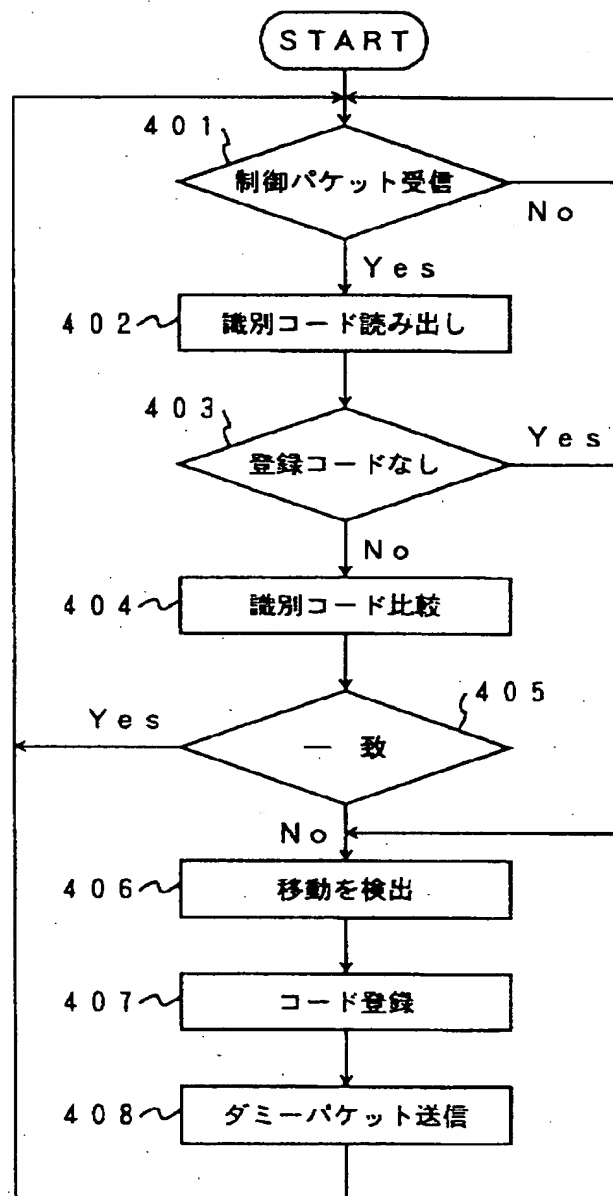 START
401
制御パケット受信
No
Yes
402
識別コード読み出し
403
登録コードなし
Yes
No
404
識別コード比較
405
Yes
一 致
No
406
移動を検出
407
コード登録
408
ダミーパケット送信